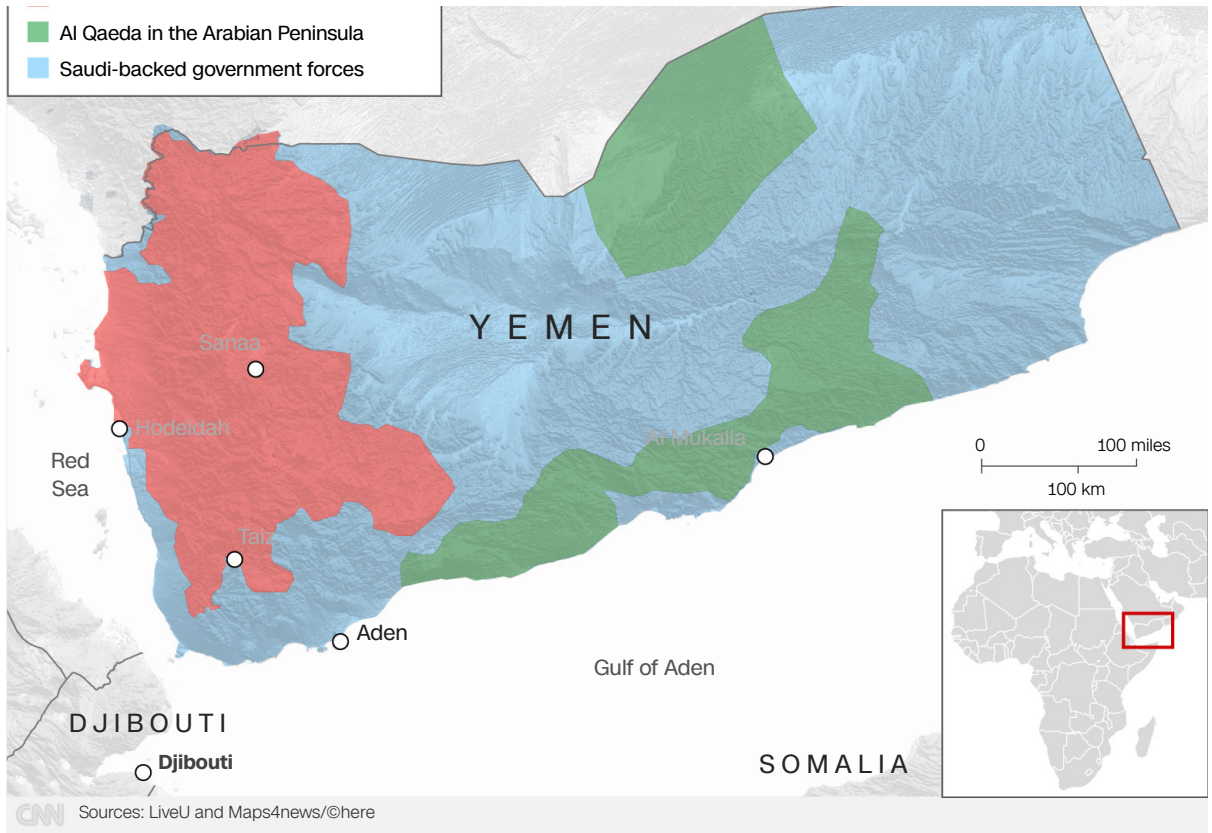 Al Qaeda in the Arabian Peninsula
Saudi-backed government forces
YEMEN
Sanaa
Hodeidah
Red
Sea
Al Mukalla
0 100 miles
100 km
Taiz
Aden
Gulf of Aden
DJIBOUTI
Djibouti
SOMALIA
CNN Sources: LiveU and Maps4news/©here